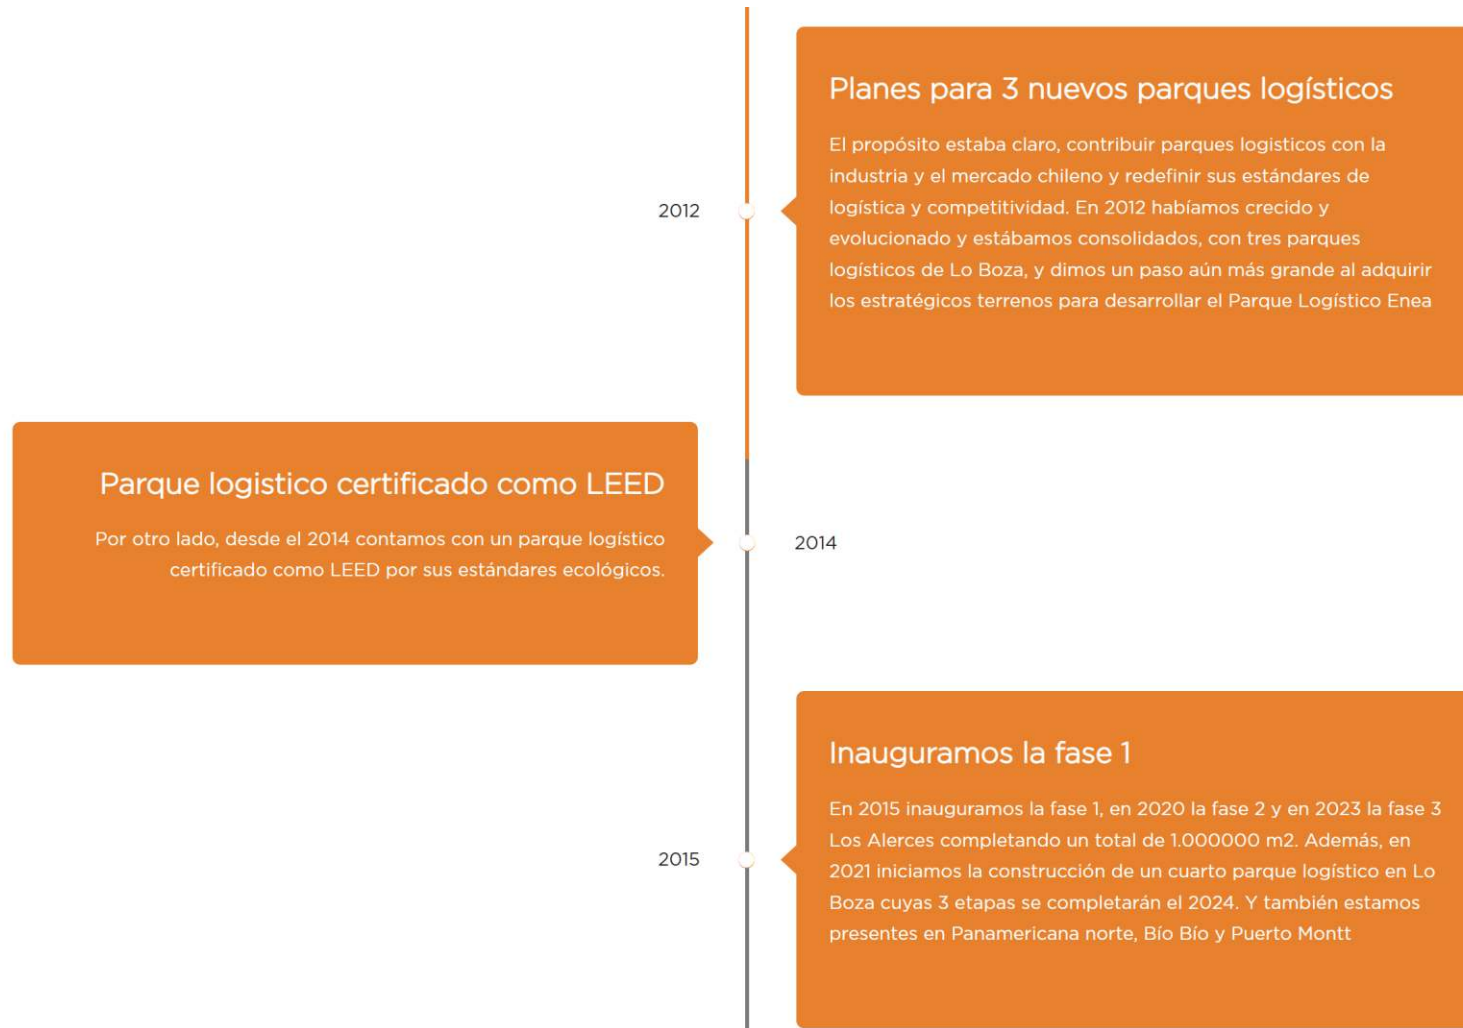 2012
Planes para 3 nuevos parques logísticos
El propósito estaba claro, contribuir parques logisticos con la
industria y el mercado chileno y redefinir sus estándares de
logística y competitividad. En 2012 habíamos crecido y
evolucionado y estábamos consolidados, con tres parques
logísticos de Lo Boza, y dimos un paso aún más grande al adquirir
los estratégicos terrenos para desarrollar el Parque Logístico Enea
Parque logistico certificado como LEED
Por otro lado, desde el 2014 contamos con un parque logístico
certificado como LEED por sus estándares ecológicos.
2014
2015
Inauguramos la fase 1
En 2015 inauguramos la fase 1, en 2020 la fase 2 y en 2023 la fase 3
Los Alerces completando un total de 1.000000 m2. Además, en
2021 iniciamos la construcción de un cuarto parque logístico en Lo
Boza cuyas 3 etapas se completarán el 2024. Y también estamos
presentes en Panamericana norte, Bío Bío y Puerto Montt